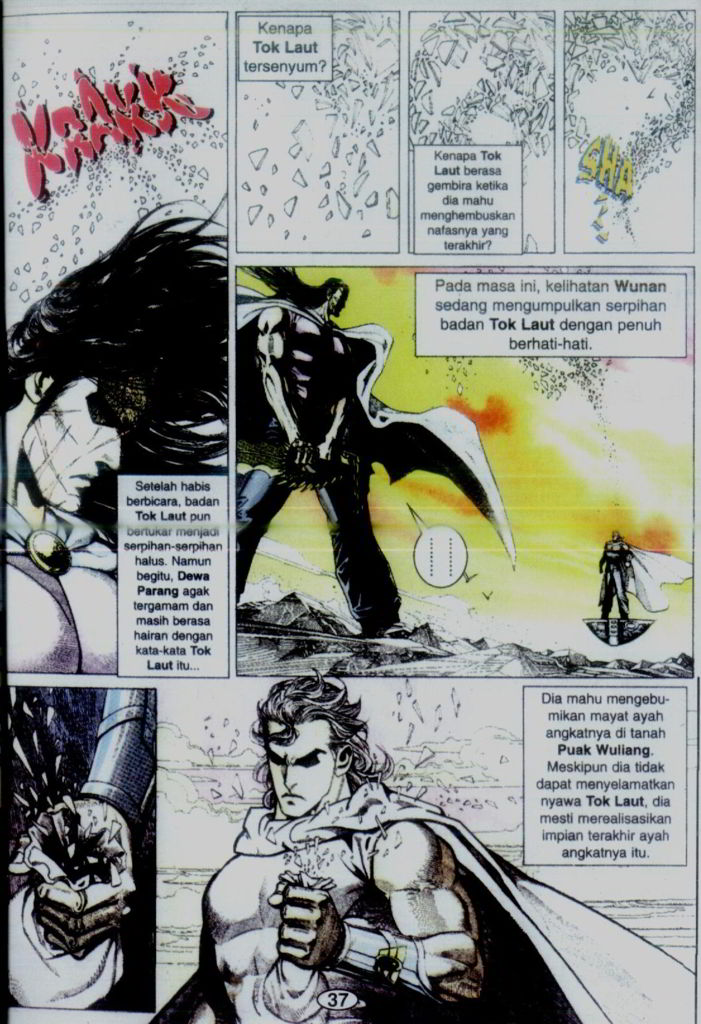 KRAKK
Setelah habis
berbicara, badan
Tok Laut pun
bertukar menjadi
serpihan-serpihan
halus. Namun
begitu, Dewa
Parang agak
tergamam dan
masih berasa
hairan dengan
kata-kata Tok
Laut itu...
Kenapa
Tok Laut
tersenyum?
Kenapa Tok
Laut berasa
gembira ketika
dia mahu
menghembuskan
nafasnya yang
terakhir?
SHA
Pada masa ini, kelihatan Wunan
sedang mengumpulkan serpihan
badan Tok Laut dengan penuh
berhati-hati.
Dia mahu mengebu-
mikan mayat ayah
angkatnya di tanah
Puak Wuliang.
Meskipun dia tidak
dapat menyelamatkan
nyawa Tok Laut, dia
mesti merealisasikan
impian terakhir ayah
angkatnya itu.
37